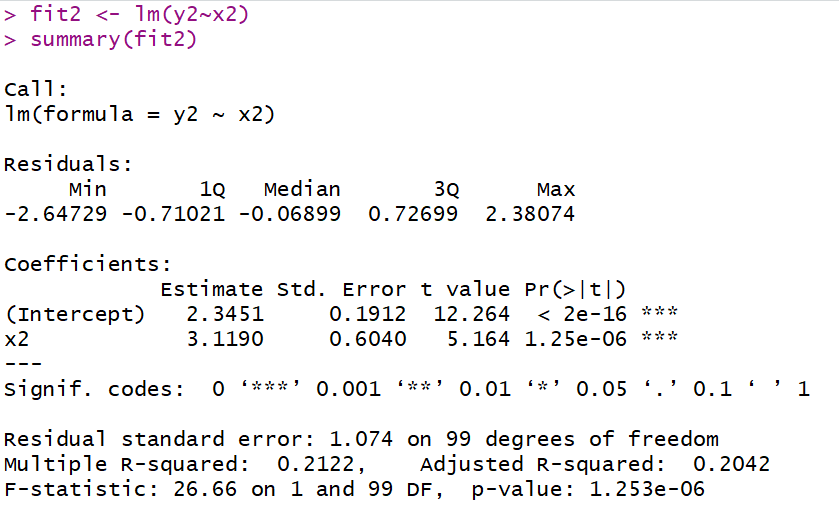 > fit2 <- lm(y2~x2)
> summary(fit2)
Call:
lm(formula = y2 ~ x2)
Residuals:
     Min       1Q   Median       3Q      Max
-2.64729 -0.71021 -0.06899  0.72699  2.38074
Coefficients:
            Estimate Std. Error t value Pr(>|t|)
(Intercept)   2.3451     0.1912  12.264  < 2e-16 ***
x2            3.1190     0.6040   5.164 1.25e-06 ***
---
Signif. codes:  0 ‘***’ 0.001 ‘**’ 0.01 ‘*’ 0.05 ‘.’ 0.1 ‘ ’ 1
Residual standard error: 1.074 on 99 degrees of freedom
Multiple R-squared:  0.2122,    Adjusted R-squared:  0.2042
F-statistic: 26.66 on 1 and 99 DF,  p-value: 1.253e-06